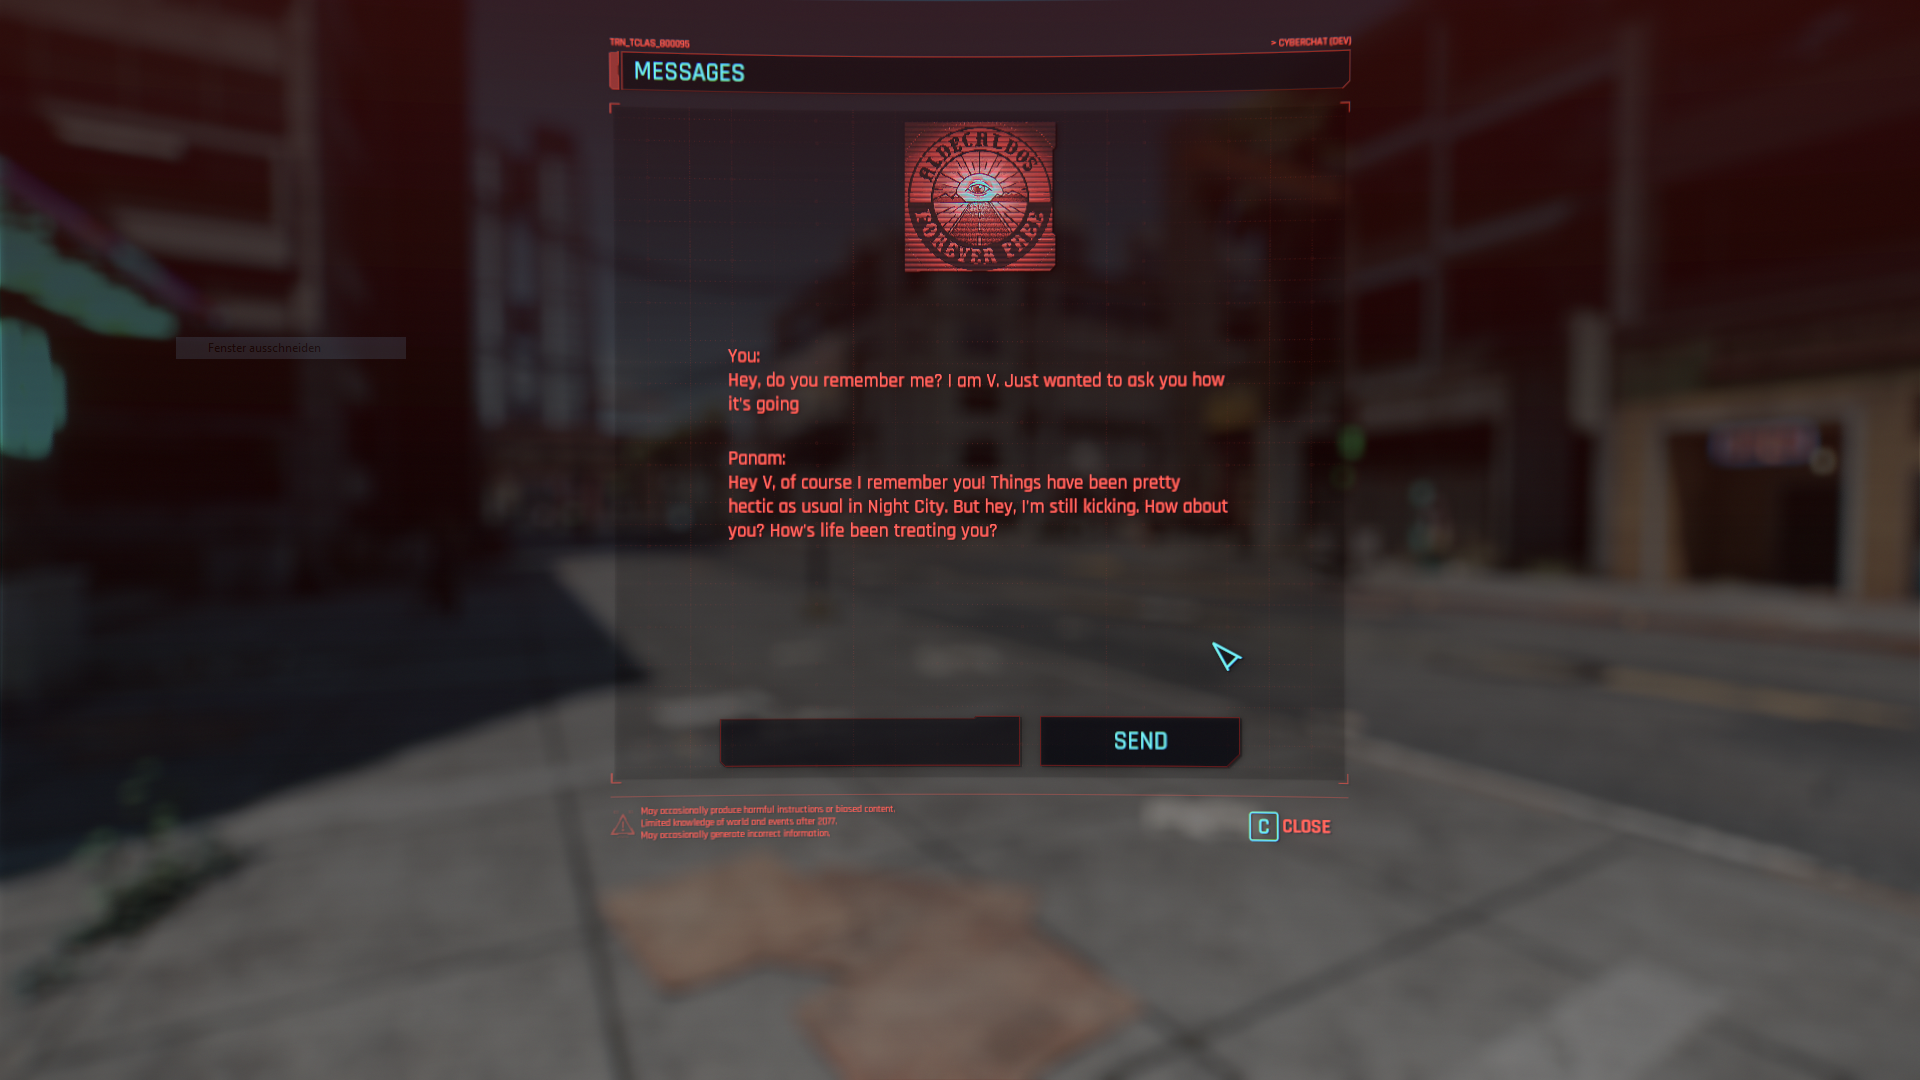 TRN_TCLAS_800095
> CYBERCHAT (DEV)
MESSAGES
ALDECALDOS
FOREVER FREE
Fenster ausschneiden
You:
Hey, do you remember me? I am V. Just wanted to ask you how
it's going
Panam:
Hey V, of course I remember you! Things have been pretty
hectic as usual in Night City. But hey, I'm still kicking. How about
you? How's life been treating you?
SEND
May occasionally produce harmful instructions or biased content.
Limited knowledge of world and events after 2077.
May occasionally generate incorrect information.
C CLOSE